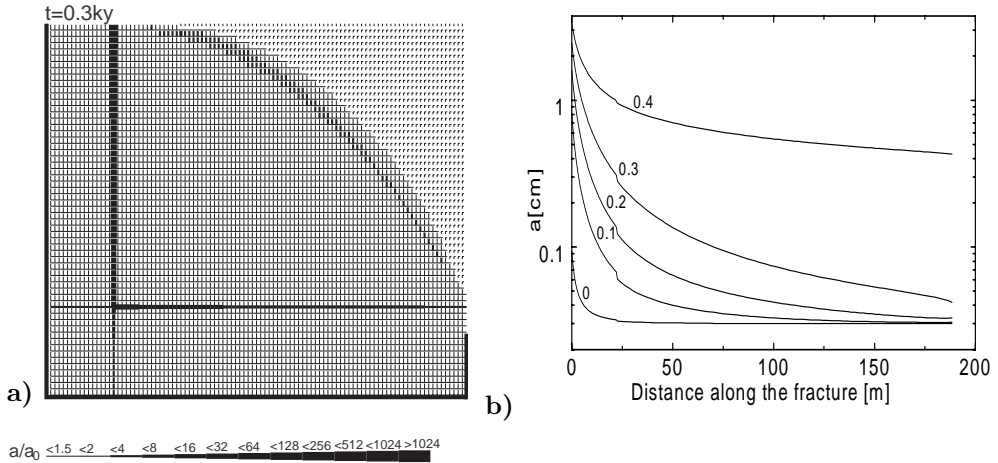 t=0.3ky
a)
a/a0 <1.5 <2 <4 <8 <16 <32 <64 <128 <256 <512 <1024 >1024
a[cm]
1
0.1
0.4
0.3
0.2
0.1
0
0 50 100 150 200
Distance along the fracture [m]
b)